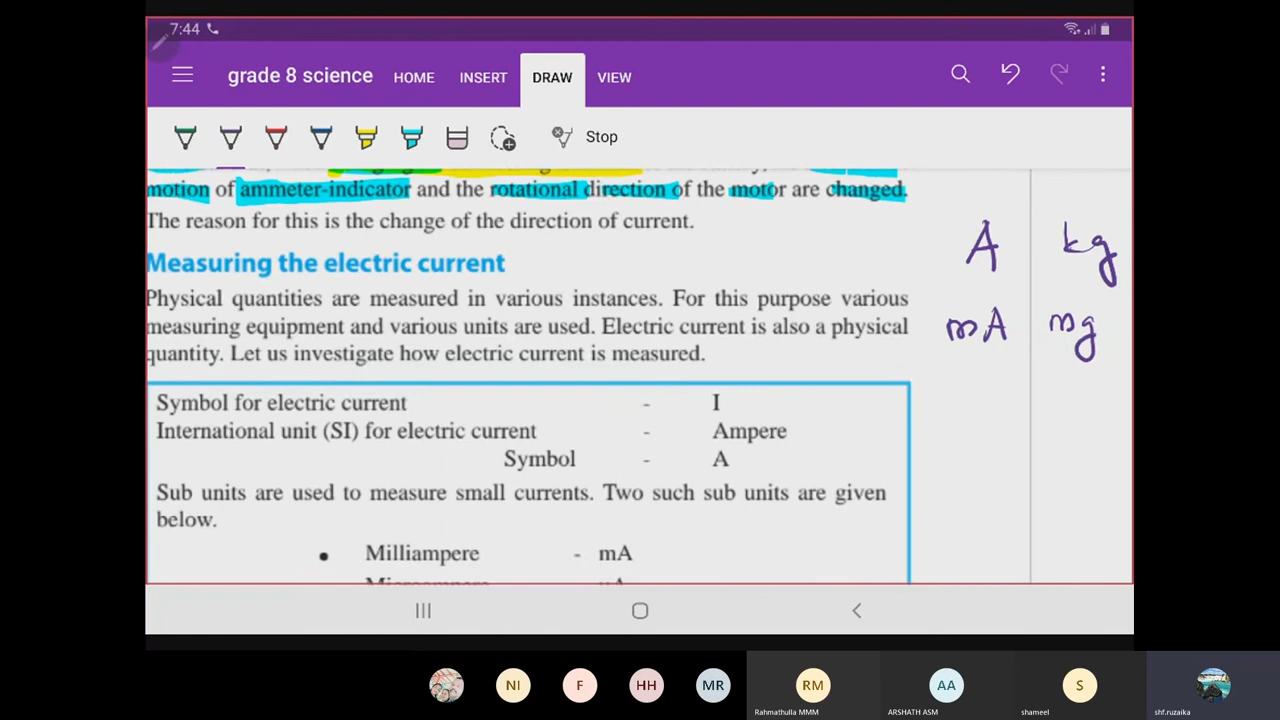 7:44
grade 8 science HOME INSERT DRAW VIEW
Stop
motion of ammeter-indicator and the rotational direction of the motor are changed.
The reason for this is the change of the direction of current.
A kg
Measuring the electric current
Physical quantities are measured in various instances. For this purpose various
measuring equipment and various units are used. Electric current is also a physical
mA mg
quantity. Let us investigate how electric current is measured.
Symbol for electric current - I
International unit (SI) for electric current - Ampere
Symbol - A
Sub units are used to measure small currents. Two such sub units are given
below.
• Milliampere - mA
NI F HH MR RM AA S
Rahmathulla MMM ARSHATH ASM shameel shf.ruzaika